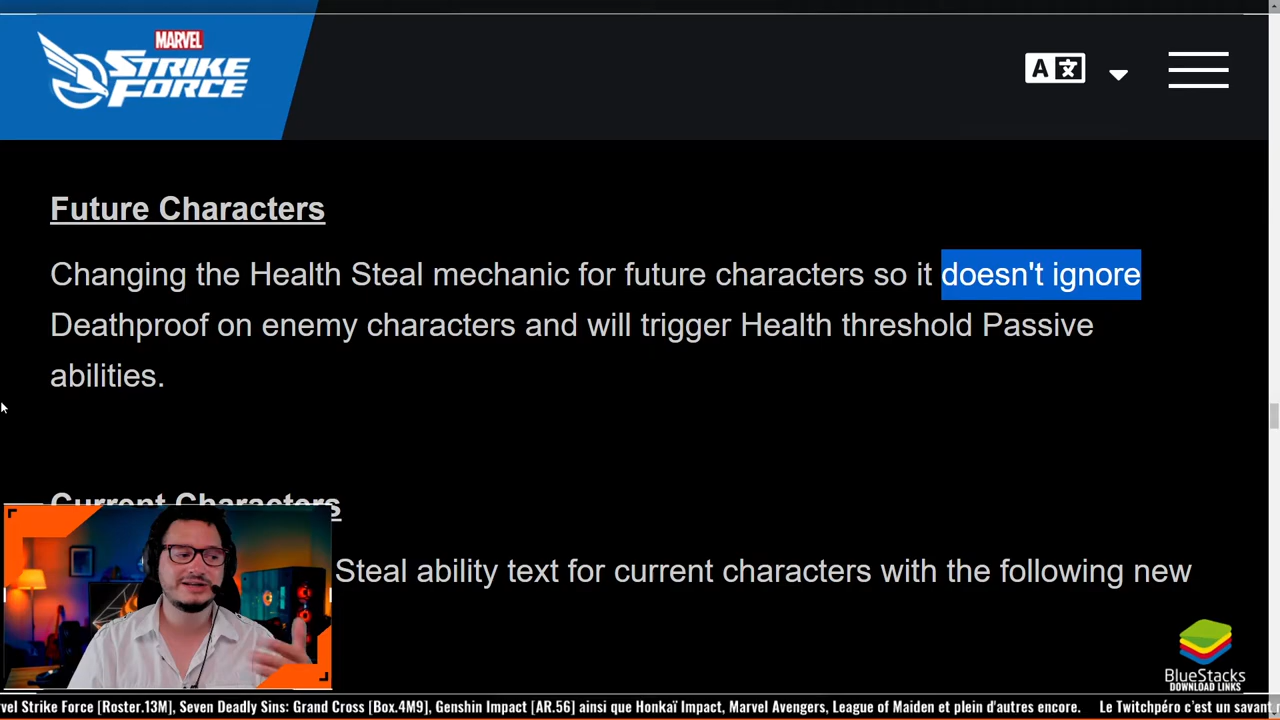 MARVEL
STRIKE
FORCE
A文
Future Characters
Changing the Health Steal mechanic for future characters so it doesn't ignore
Deathproof on enemy characters and will trigger Health threshold Passive
abilities.
Current Characters
Steal ability text for current characters with the following new
BlueStacks
DOWNLOAD LINKS
vel Strike Force [Roster.13M], Seven Deadly Sins: Grand Cross [Box.4M9], Genshin Impact [AR.56] ainsi que Honkaï Impact, Marvel Avengers, League of Maiden et plein d'autres encore. Le Twitchpéro c'est un savant